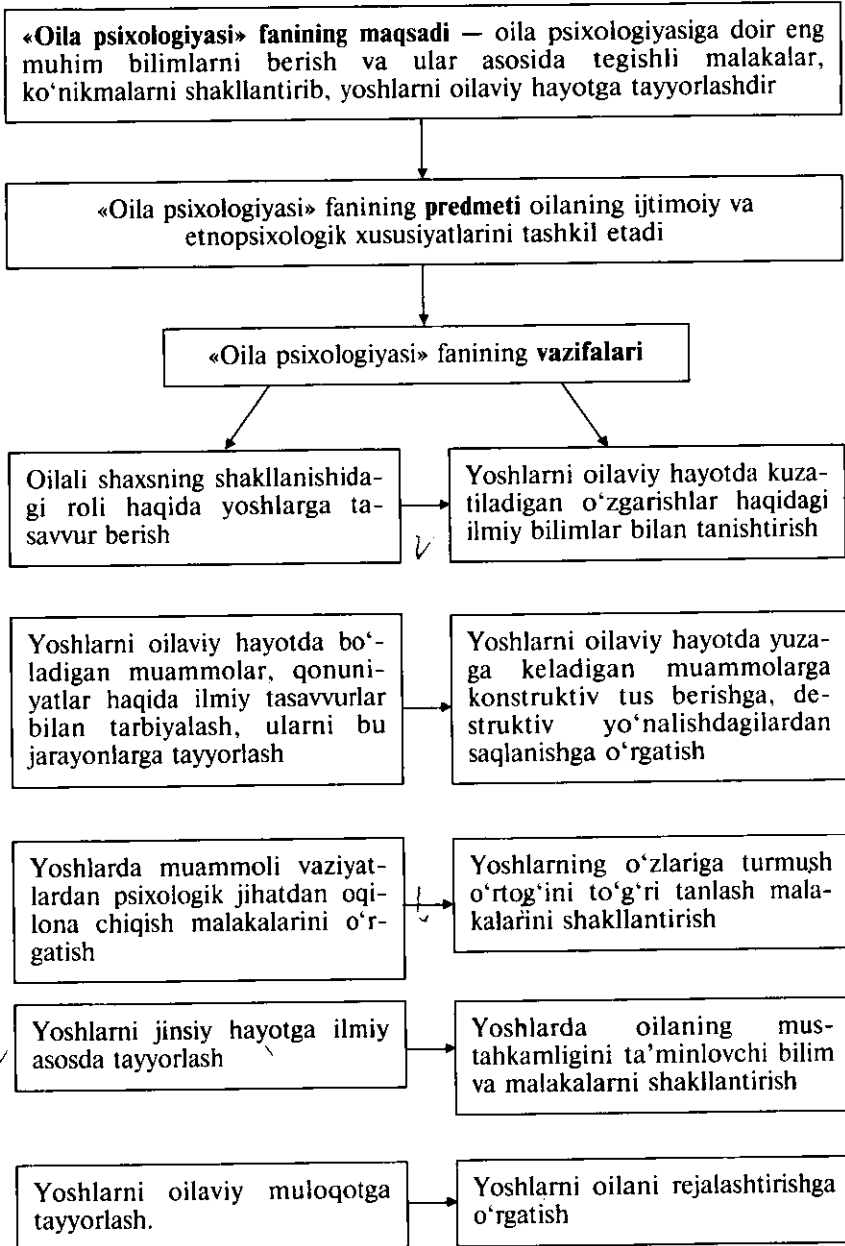 «Oila psixologiyasi» fanining maqsadi — oila psixologiyasiga doir eng
muhim bilimlarni berish va ular asosida tegishli malakalar,
ko‘nikmalarni shakllantirib, yoshlarni oilaviy hayotga tayyorlashdir
«Oila psixologiyasi» fanining predmeti oilaning ijtimoiy va
etnopsixologik xususiyatlarini tashkil etadi
«Oila psixologiyasi» fanining vazifalari
Oilali shaxsning shakllanishida-
gi roli haqida yoshlarga ta-
savvur berish
Yoshlarni oilaviy hayotda kuza-
tiladigan o‘zgarishlar haqidagi
ilmiy bilimlar bilan tanishtirish
Yoshlarni oilaviy hayotda bo‘-
ladigan muammolar, qonuni-
yatlar haqida ilmiy tasavvurlar
bilan tarbiyalash, ularni bu
jarayonlarga tayyorlash
Yoshlarni oilaviy hayotda yuza-
ga keladigan muammolarga
konstruktiv tus berishga, de-
struktiv yo‘nalishdagilardan
saqlanishga o‘rgatish
Yoshlarda muammoli vaziyat-
lardan psixologik jihatdan oqi-
lona chiqish malakalarini o‘r-
gatish
Yoshlarning o‘zlariga turmush
o‘rtog‘ini to‘g‘ri tanlash mala-
kalarini shakllantirish
Yoshlarni jinsiy hayotga ilmiy
asosda tayyorlash
Yoshlarda oilaning mus-
tahkamligini ta’minlovchi bilim
va malakalarni shakllantirish
Yoshlarni oilaviy muloqotga
tayyorlash.
Yoshlarni oilani rejalashtirishga
o‘rgatish